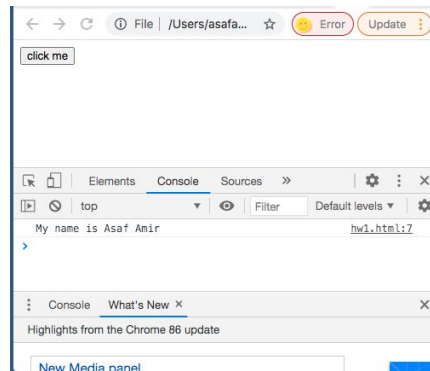 File | /Users/asafa... Error Update
click me
Elements Console Sources »
top Filter Default levels ▼
My name is Asaf Amir hw1.html:7
>
Console What's New ×
Highlights from the Chrome 86 update
New Media panel